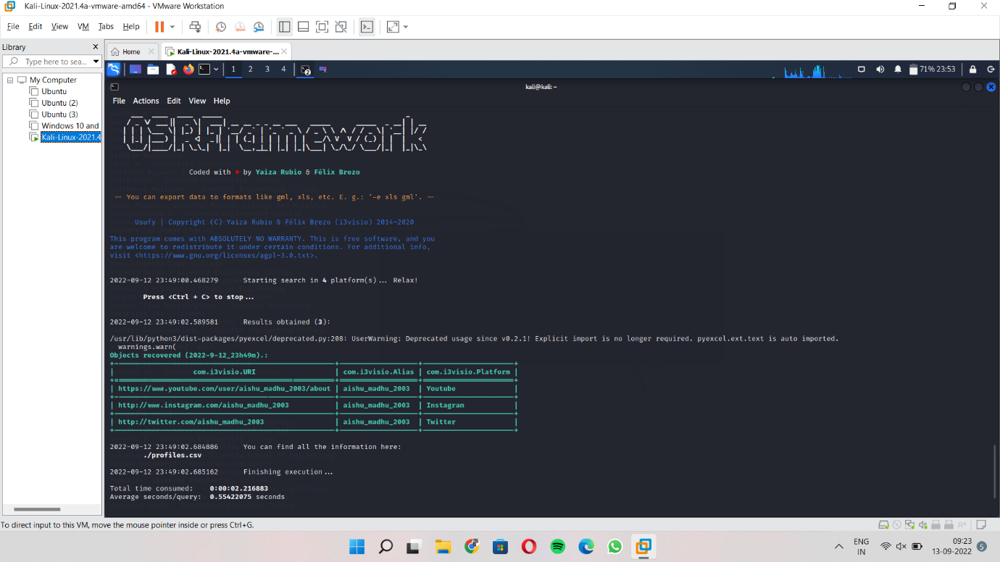 Kali-Linux-2021.4a-vmware-amd64 - VMware Workstation
File Edit View VM Tabs Help
Library
Type here to sea...
Home
Kali-Linux-2021.4a-vmware-...
My Computer
Ubuntu
Ubuntu (2)
Ubuntu (3)
Windows 10 and
Kali-Linux-2021.4
1 2 3 4
2
71% 23:53
kali@kali: ~
File Actions Edit View Help
OSRFramework
Coded with ♥ by Yaiza Rubio & Félix Brezo
-- You can export data to formats like gml, xls, etc. E. g.: '-e xls gml'. --
Usufy | Copyright (C) Yaiza Rubio & Félix Brezo (i3visio) 2014-2020
This program comes with ABSOLUTELY NO WARRANTY. This is free software, and you
are welcome to redistribute it under certain conditions. For additional info,
visit <https://www.gnu.org/licenses/agpl-3.0.txt>.
2022-09-12 23:49:00.468279 Starting search in 4 platform(s)... Relax!
Press <Ctrl + C> to stop...
2022-09-12 23:49:02.589581 Results obtained (3):
/usr/lib/python3/dist-packages/pyexcel/deprecated.py:208: UserWarning: Deprecated usage since v0.2.1! Explicit import is no longer required. pyexcel.ext.text is auto imported.
warnings.warn(
Objects recovered (2022-9-12_23h49m).:
com.i3visio.URI | com.i3visio.Alias | com.i3visio.Platform
https://www.youtube.com/user/aishu_madhu_2003/about | aishu_madhu_2003 | Youtube
http://www.instagram.com/aishu_madhu_2003 | aishu_madhu_2003 | Instagram
http://twitter.com/aishu_madhu_2003 | aishu_madhu_2003 | Twitter
2022-09-12 23:49:02.684886 You can find all the information here:
./profiles.csv
2022-09-12 23:49:02.685162 Finishing execution...
Total time consumed: 0:00:02.216883
Average seconds/query: 0.55422075 seconds
To direct input to this VM, move the mouse pointer inside or press Ctrl+G.
ENG
IN
09:23
13-09-2022
5